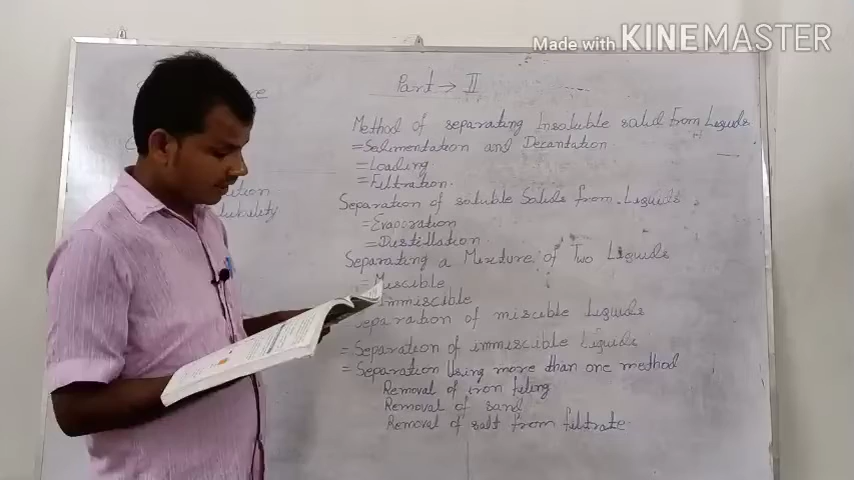 Made with KINEMASTER
Part → II
Method of separating Insoluble solid From Liquids
= Sedimentation and Decantation
= Loading
= Filtration.
Separation of soluble Solids from Liquids
= Evaporation
= Distillation
Separating a Mixture of Two Liquids
= Miscible
Immiscible
Separation of miscible Liquids
= Separation of immiscible Liquids
= Separation Using more than one method
Removal of iron filing
Removal of sand
Removal of salt from filtrate